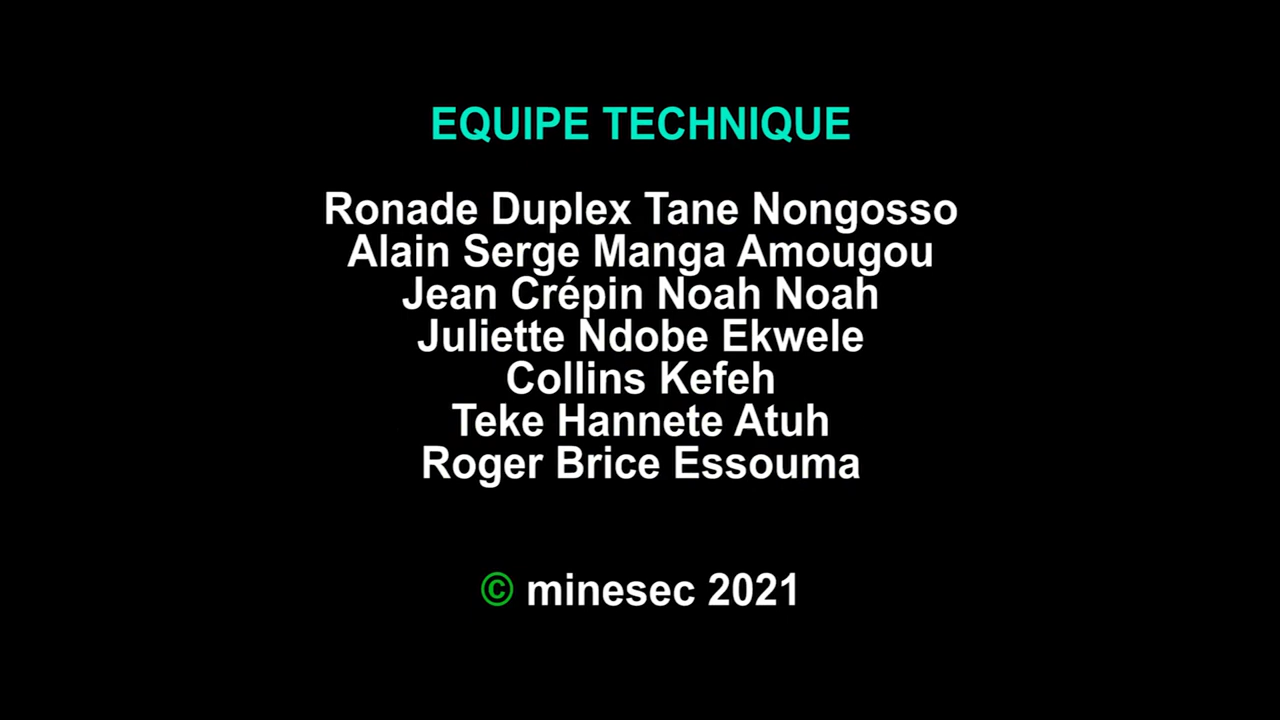 EQUIPE TECHNIQUE
Ronade Duplex Tane Nongosso
Alain Serge Manga Amougou
Jean Crépin Noah Noah
Juliette Ndobe Ekwele
Collins Kefeh
Teke Hannete Atuh
Roger Brice Essouma
© minesec 2021